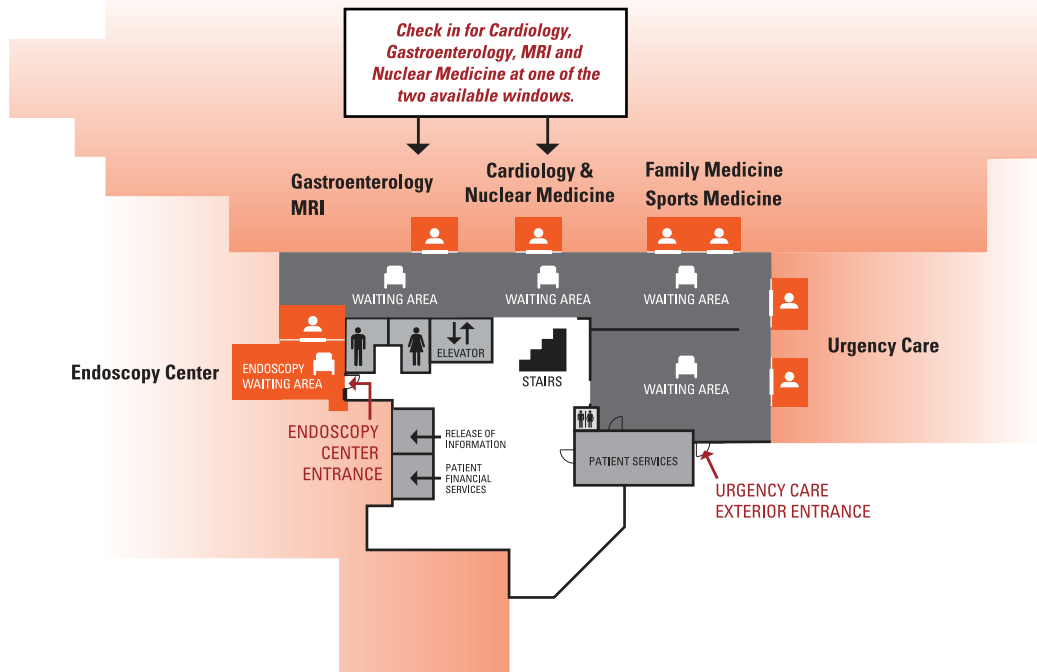 Check in for Cardiology,
Gastroenterology, MRI and
Nuclear Medicine at one of the
two available windows.
Gastroenterology
MRI
Cardiology &
Nuclear Medicine
Family Medicine
Sports Medicine
WAITING AREA
WAITING AREA
WAITING AREA
ELEVATOR
STAIRS
Urgency Care
Endoscopy Center
ENDOSCOPY
WAITING AREA
WAITING AREA
ENDOSCOPY
CENTER
ENTRANCE
RELEASE OF
INFORMATION
PATIENT
FINANCIAL
SERVICES
PATIENT SERVICES
URGENCY CARE
EXTERIOR ENTRANCE